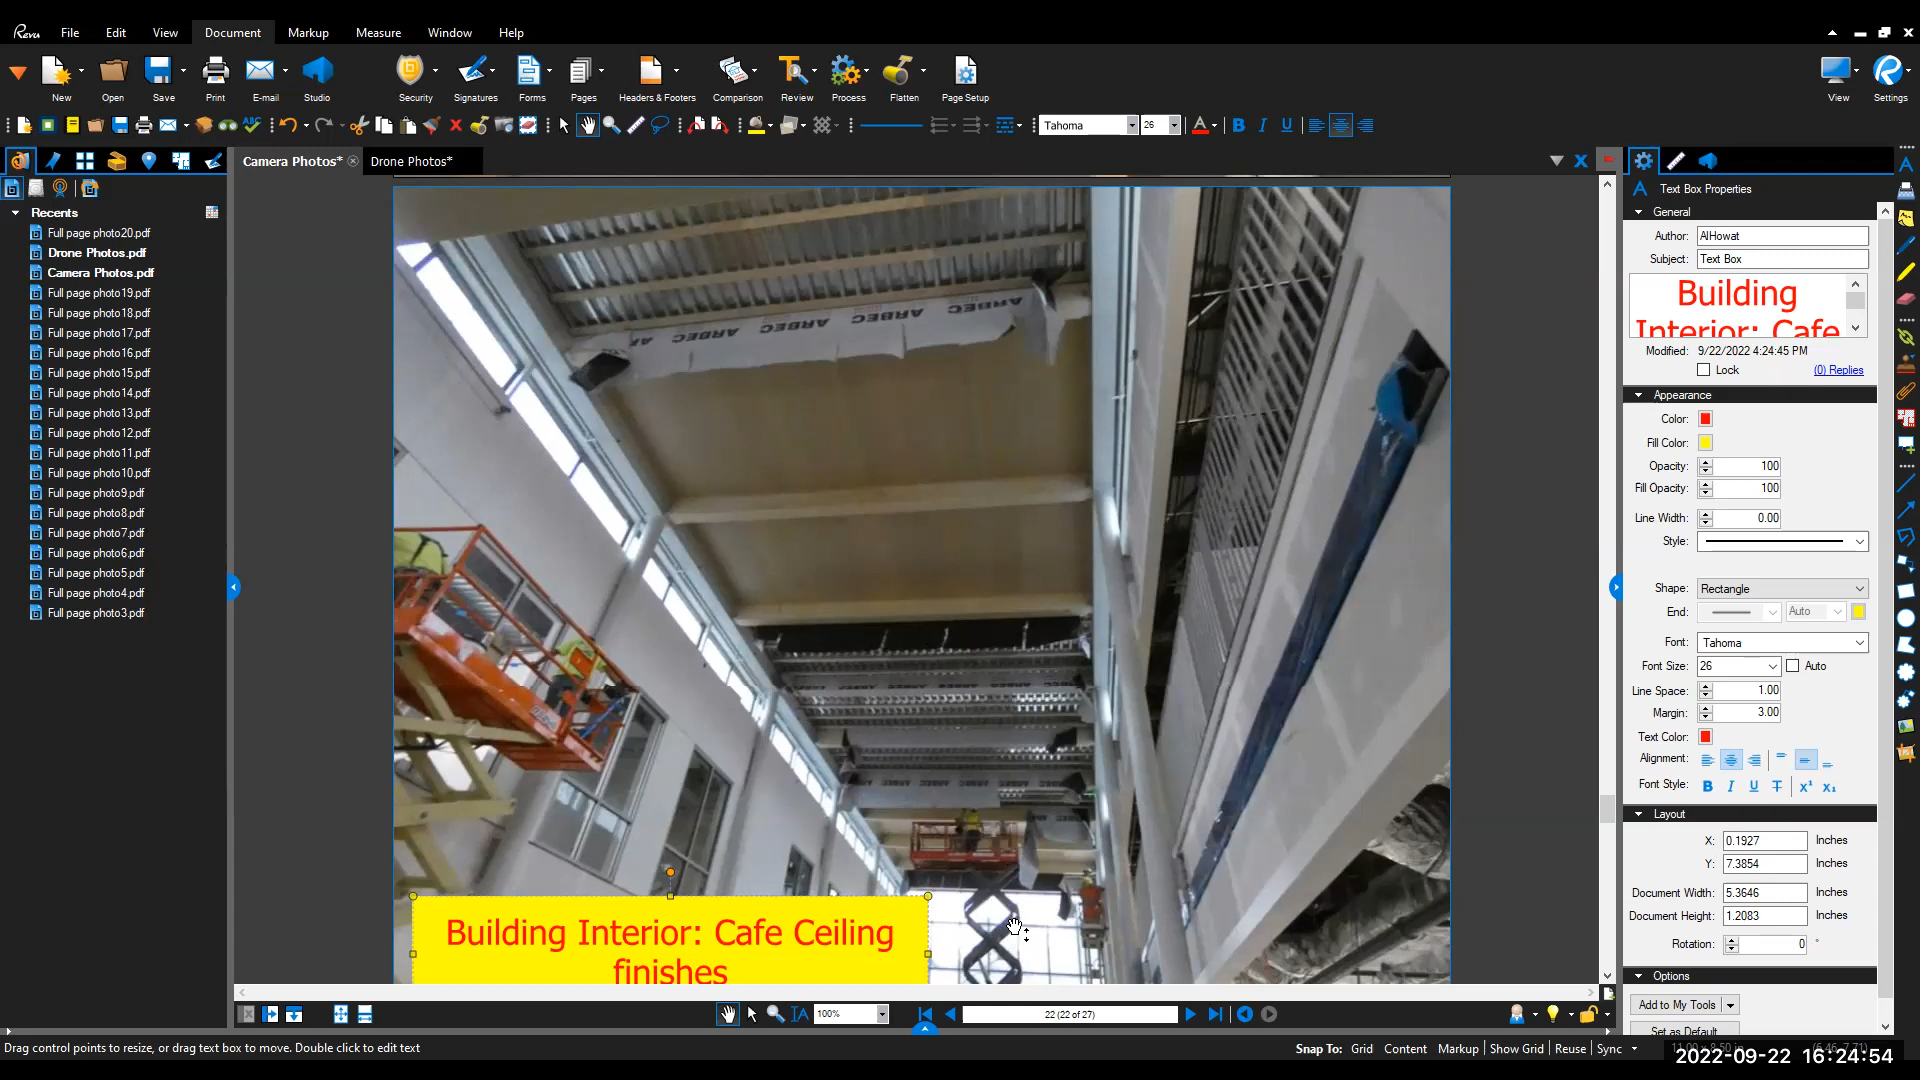 Revu File Edit View Document Markup Measure Window Help
New Open Save Print E-mail Studio Security Signatures Forms Pages Headers & Footers Comparison Review Process Flatten Page Setup View Settings
Tahoma 26 A B I U
Camera Photos* Drone Photos*
Recents
Full page photo20.pdf
Drone Photos.pdf
Camera Photos.pdf
Full page photo19.pdf
Full page photo18.pdf
Full page photo17.pdf
Full page photo16.pdf
Full page photo15.pdf
Full page photo14.pdf
Full page photo13.pdf
Full page photo12.pdf
Full page photo11.pdf
Full page photo10.pdf
Full page photo9.pdf
Full page photo8.pdf
Full page photo7.pdf
Full page photo6.pdf
Full page photo5.pdf
Full page photo4.pdf
Full page photo3.pdf
ARBEC ARBEC ARBEC ARBEC
Building Interior: Cafe Ceiling
finishes
Text Box Properties
General
Author: AlHowat
Subject: Text Box
Building
Interior: Cafe
Modified: 9/22/2022 4:24:45 PM
Lock (0) Replies
Appearance
Color:
Fill Color:
Opacity: 100
Fill Opacity: 100
Line Width: 0.00
Style:
Shape: Rectangle
End: Auto
Font: Tahoma
Font Size: 26 Auto
Line Space: 1.00
Margin: 3.00
Text Color:
Alignment:
Font Style: B I U T X¹ X₁
Layout
X: 0.1927 Inches
Y: 7.3854 Inches
Document Width: 5.3646 Inches
Document Height: 1.2083 Inches
Rotation: 0 °
Options
Add to My Tools
Set as Default
100% 22 (22 of 27)
Drag control points to resize, or drag text box to move. Double click to edit text
Snap To: Grid Content Markup Show Grid Reuse Sync
2022-09-22 16:24:54